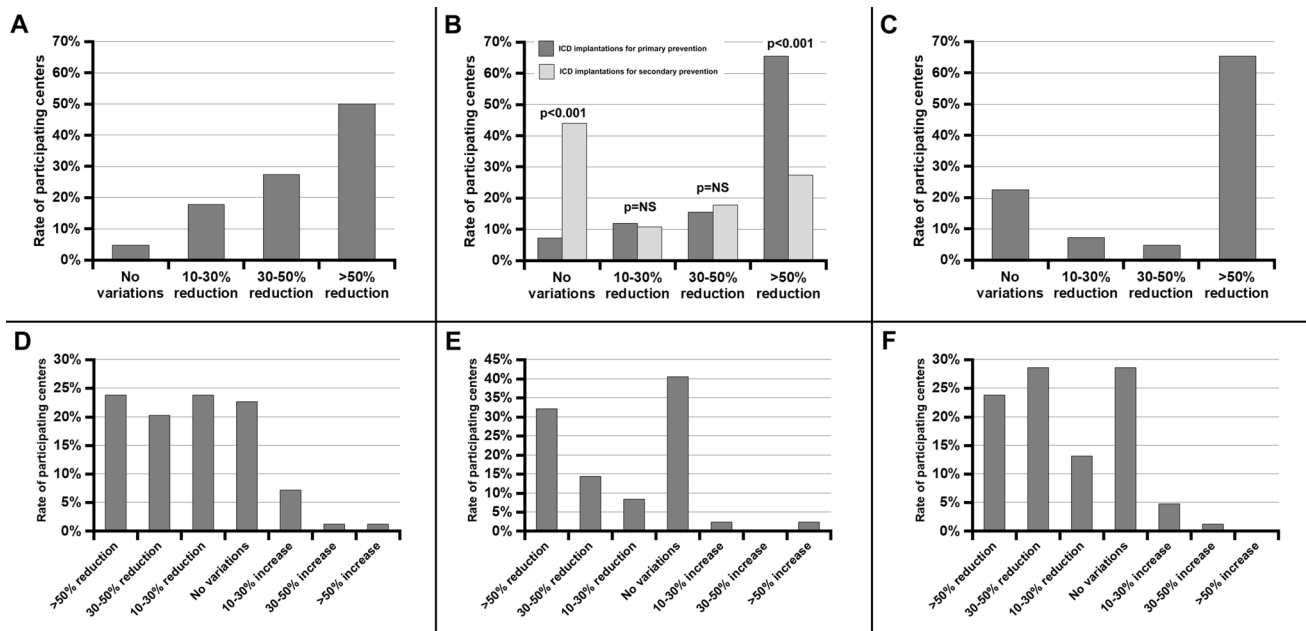 A
Rate of participating centers
70%
60%
50%
40%
30%
20%
10%
0%
No
variations
10-30%
reduction
30-50%
reduction
>50%
reduction
B
Rate of participating centers
70%
60%
50%
40%
30%
20%
10%
0%
ICD implantations for primary prevention
ICD implantations for secondary prevention
p<0.001
p=NS
p=NS
p<0.001
No
variations
10-30%
reduction
30-50%
reduction
>50%
reduction
C
Rate of participating centers
70%
60%
50%
40%
30%
20%
10%
0%
No
variations
10-30%
reduction
30-50%
reduction
>50%
reduction
D
Rate of participating centers
30%
25%
20%
15%
10%
5%
0%
>50% reduction
30-50% reduction
10-30% reduction
No variations
10-30% increase
30-50% increase
>50% increase
E
Rate of participating centers
45%
40%
35%
30%
25%
20%
15%
10%
5%
0%
>50% reduction
30-50% reduction
10-30% reduction
No variations
10-30% increase
30-50% increase
>50% increase
F
Rate of participating centers
30%
25%
20%
15%
10%
5%
0%
>50% reduction
30-50% reduction
10-30% reduction
No variations
10-30% increase
30-50% increase
>50% increase